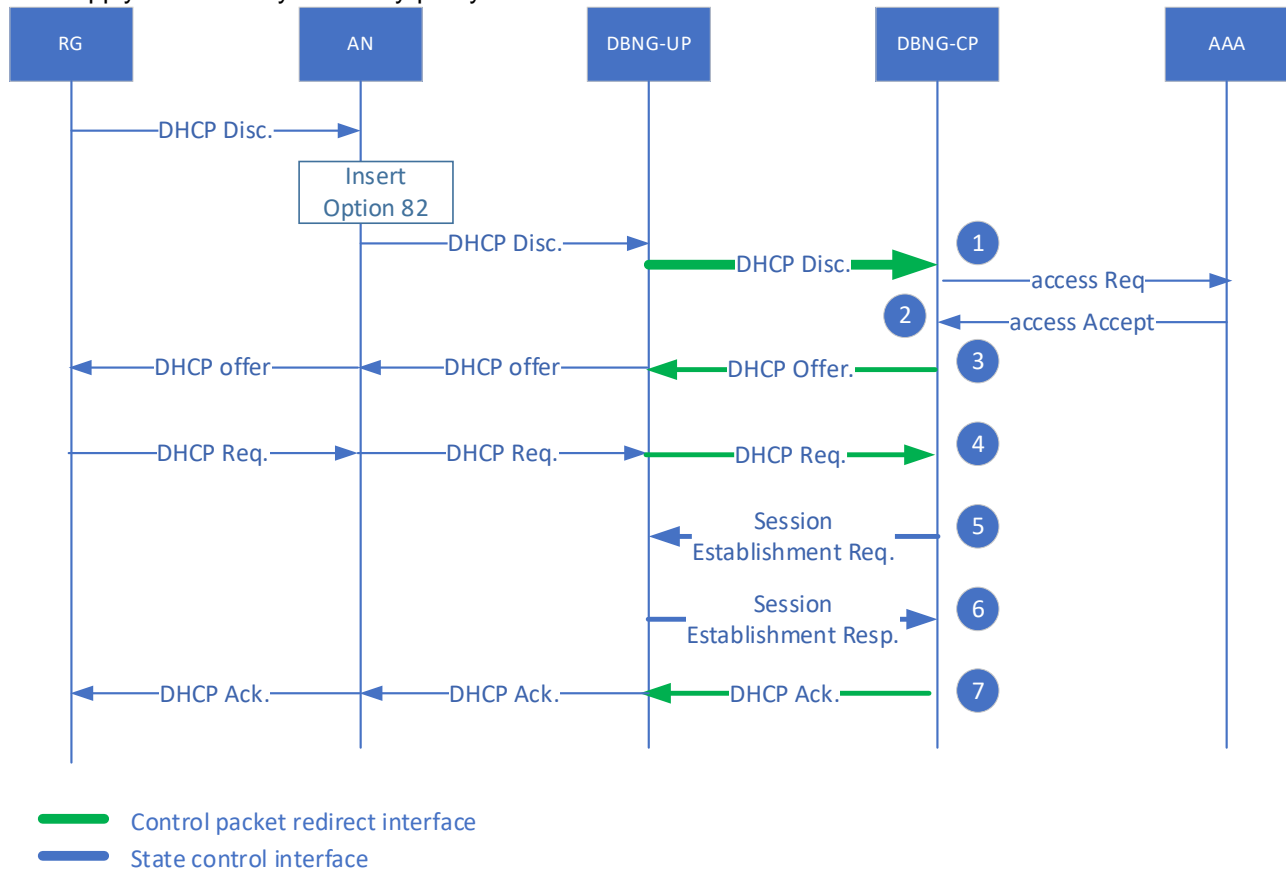 RG
AN
DBNG-UP
DBNG-CP
AAA
DHCP Disc.
Insert
Option 82
DHCP Disc.
DHCP Disc.
1
access Req
2
access Accept
DHCP offer
DHCP offer
DHCP Offer.
3
DHCP Req.
DHCP Req.
DHCP Req.
4
Session
Establishment Req.
5
Session
Establishment Resp.
6
DHCP Ack.
DHCP Ack.
DHCP Ack.
7
Control packet redirect interface
State control interface